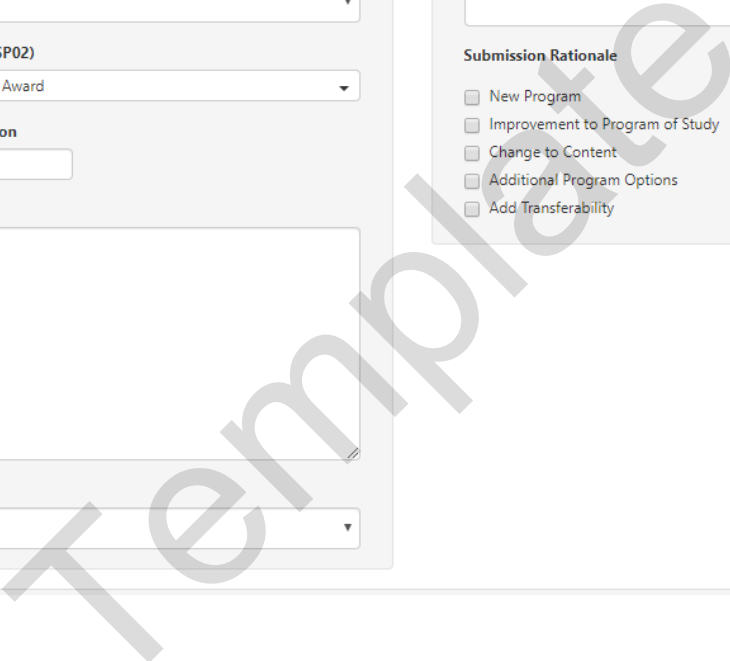 SP02)
Award
on
Submission Rationale
New Program
Improvement to Program of Study
Change to Content
Additional Program Options
Add Transferability
Template